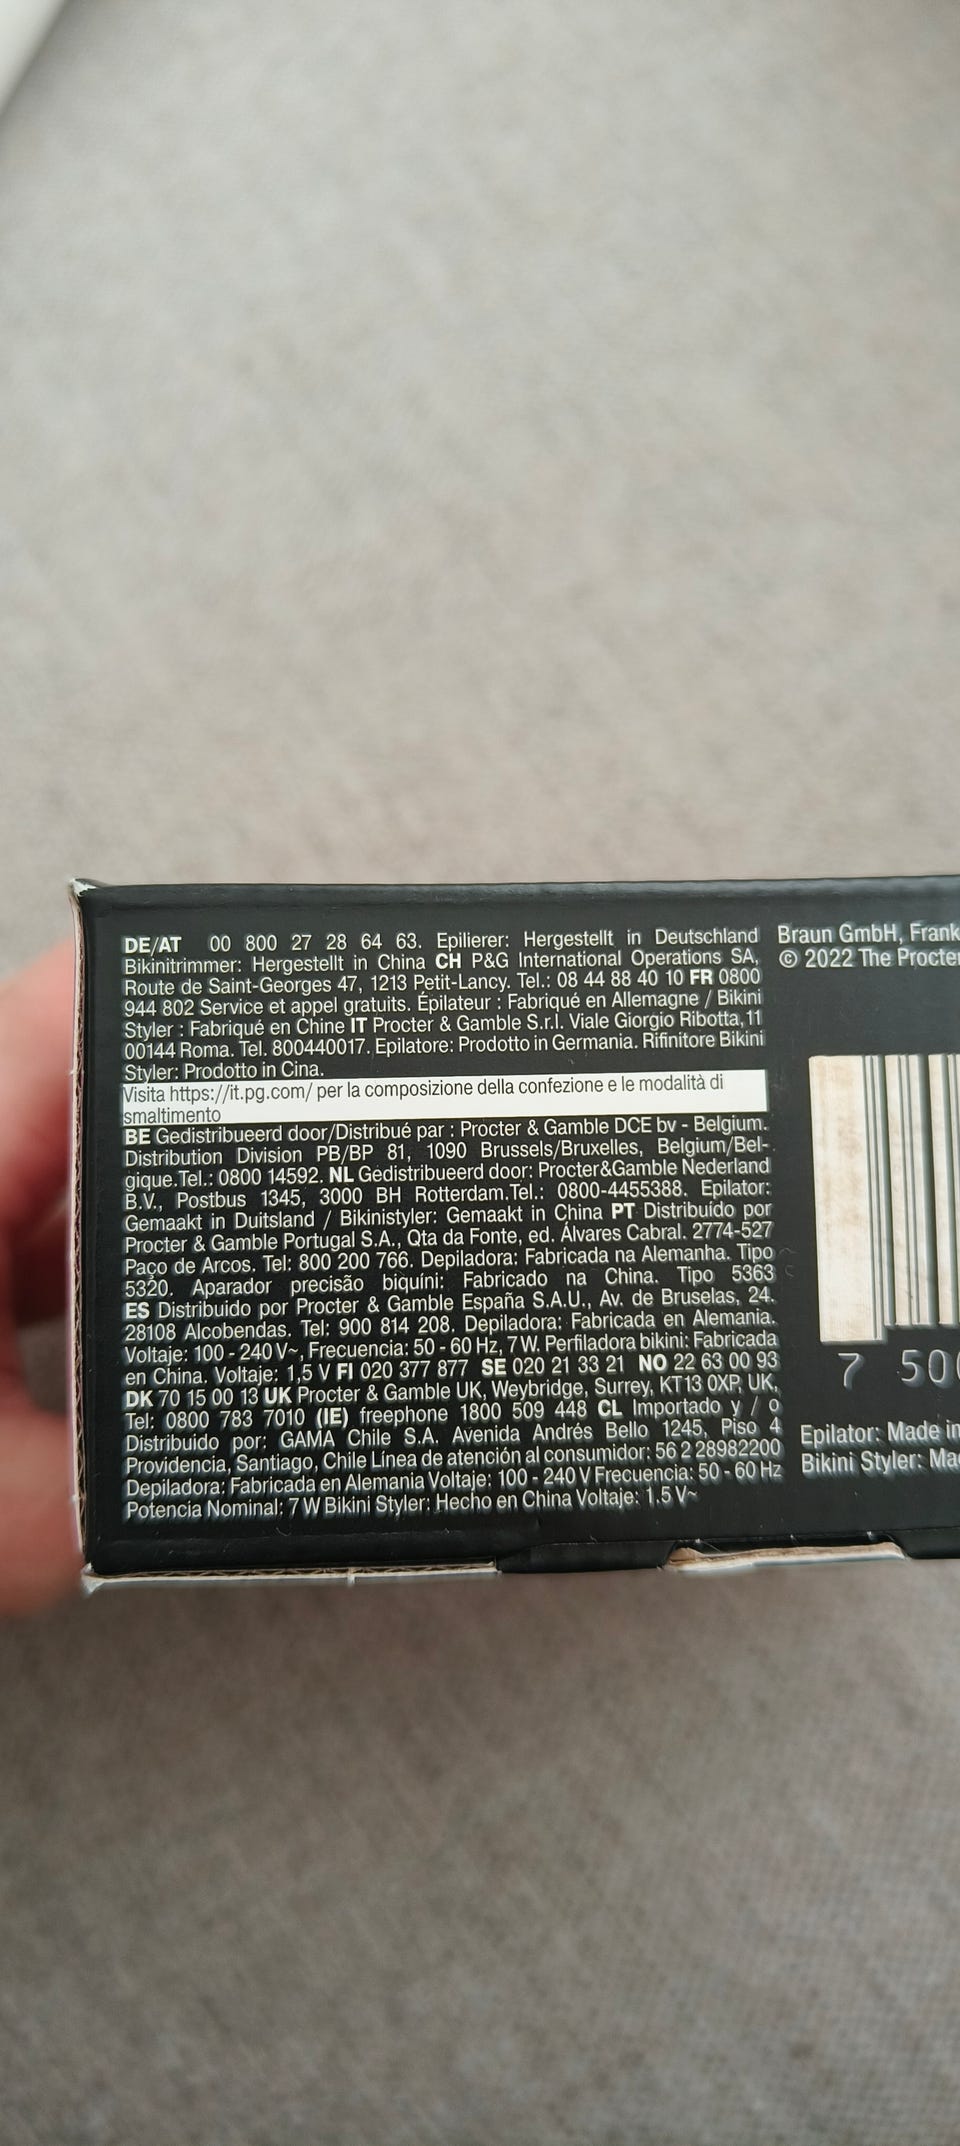 DE/AT 00 800 27 28 64 63. Epilierer: Hergestellt in Deutschland
Bikinitrimmer: Hergestellt in China CH P&G International Operations SA,
Route de Saint-Georges 47, 1213 Petit-Lancy. Tel.: 08 44 88 40 10 FR 0800
944 802 Service et appel gratuits. Épilateur : Fabriqué en Allemagne / Bikini
Styler : Fabriqué en Chine IT Procter & Gamble S.r.l. Viale Giorgio Ribotta, 11
00144 Roma. Tel. 800440017. Epilatore: Prodotto in Germania. Rifinitore Bikini
Styler: Prodotto in Cina.
Visita https://it.pg.com/ per la composizione della confezione e le modalità di
smaltimento
BE Gedistribueerd door/Distribué par : Procter & Gamble DCE bv - Belgium.
Distribution Division PB/BP 81, 1090 Brussels/Bruxelles, Belgium/Bel-
gique.Tel.: 0800 14592. NL Gedistribueerd door: Procter&Gamble Nederland
B.V., Postbus 1345, 3000 BH Rotterdam.Tel.: 0800-4455388. Epilator:
Gemaakt in Duitsland / Bikinistyler: Gemaakt in China PT Distribuído por
Procter & Gamble Portugal S.A., Qta da Fonte, ed. Álvares Cabral. 2774-527
Paço de Arcos. Tel: 800 200 766. Depiladora: Fabricada na Alemanha. Tipo
5320. Aparador precisão biquíni: Fabricado na China. Tipo 5363
ES Distribuido por Procter & Gamble España S.A.U., Av. de Bruselas, 24.
28108 Alcobendas. Tel: 900 814 208. Depiladora: Fabricada en Alemania.
Voltaje: 100 - 240 V~, Frecuencia: 50 - 60 Hz, 7 W. Perfiladora bikini: Fabricada
en China. Voltaje: 1,5 V FI 020 377 877 SE 020 21 33 21 NO 22 63 00 93
DK 70 15 00 13 UK Procter & Gamble UK, Weybridge, Surrey, KT13 0XP, UK,
Tel: 0800 783 7010 (IE) freephone 1800 509 448 CL Importado y / o
Distribuido por: GAMA Chile S.A. Avenida Andrés Bello 1245, Piso 4
Providencia, Santiago, Chile Línea de atención al consumidor: 56 2 28982200
Depiladora: Fabricada en Alemania Voltaje: 100 - 240 V Frecuencia: 50 - 60 Hz
Potencia Nominal: 7 W Bikini Styler: Hecho en China Voltaje: 1.5 V~
Braun GmbH, Frank
© 2022 The Procter
7 500
Epilator: Made in
Bikini Styler: Ma